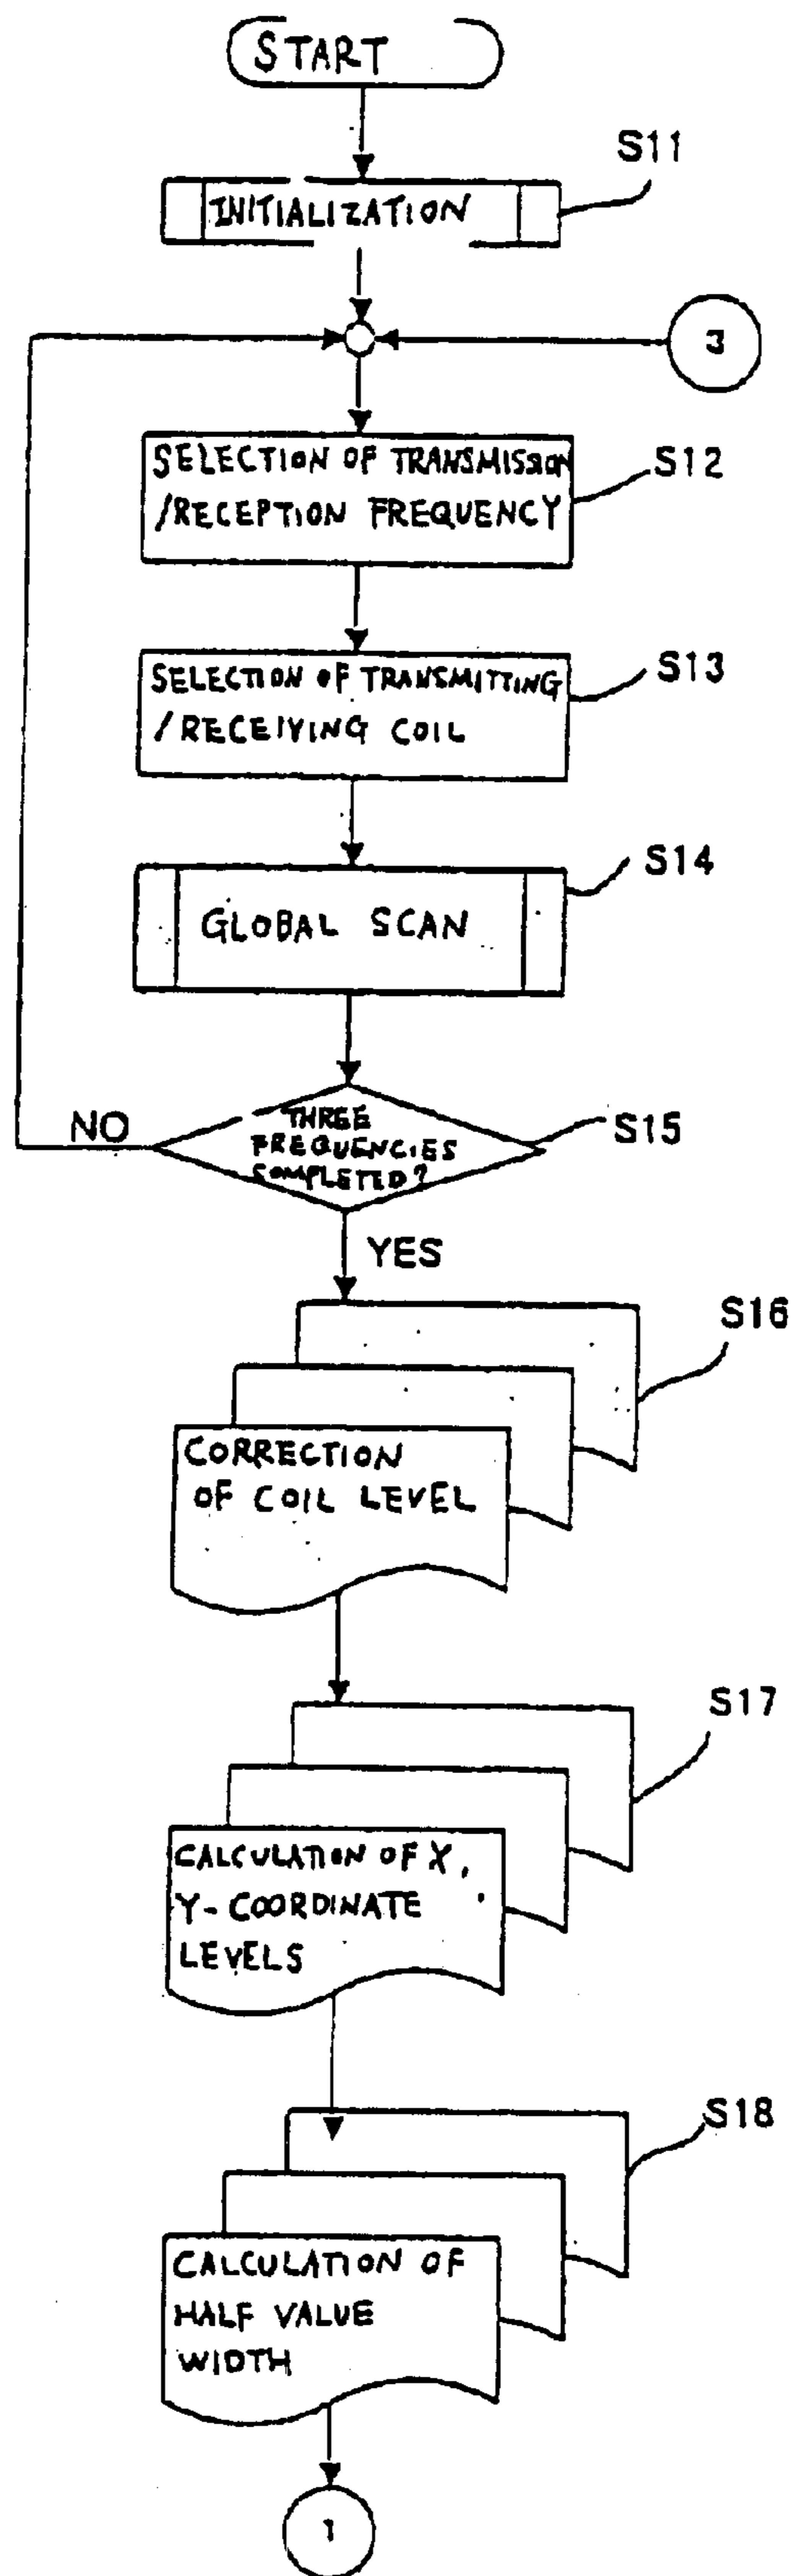 START
S11
INITIALIZATION
3
SELECTION OF TRANSMISSION
/RECEPTION FREQUENCY
S12
SELECTION OF TRANSMITTING
/RECEIVING COIL
S13
S14
GLOBAL SCAN
NO
THREE
FREQUENCIES
COMPLETED?
S15
YES
S16
CORRECTION
OF COIL LEVEL
S17
CALCULATION OF X,
Y-COORDINATE
LEVELS
S18
CALCULATION OF
HALF VALUE
WIDTH
1